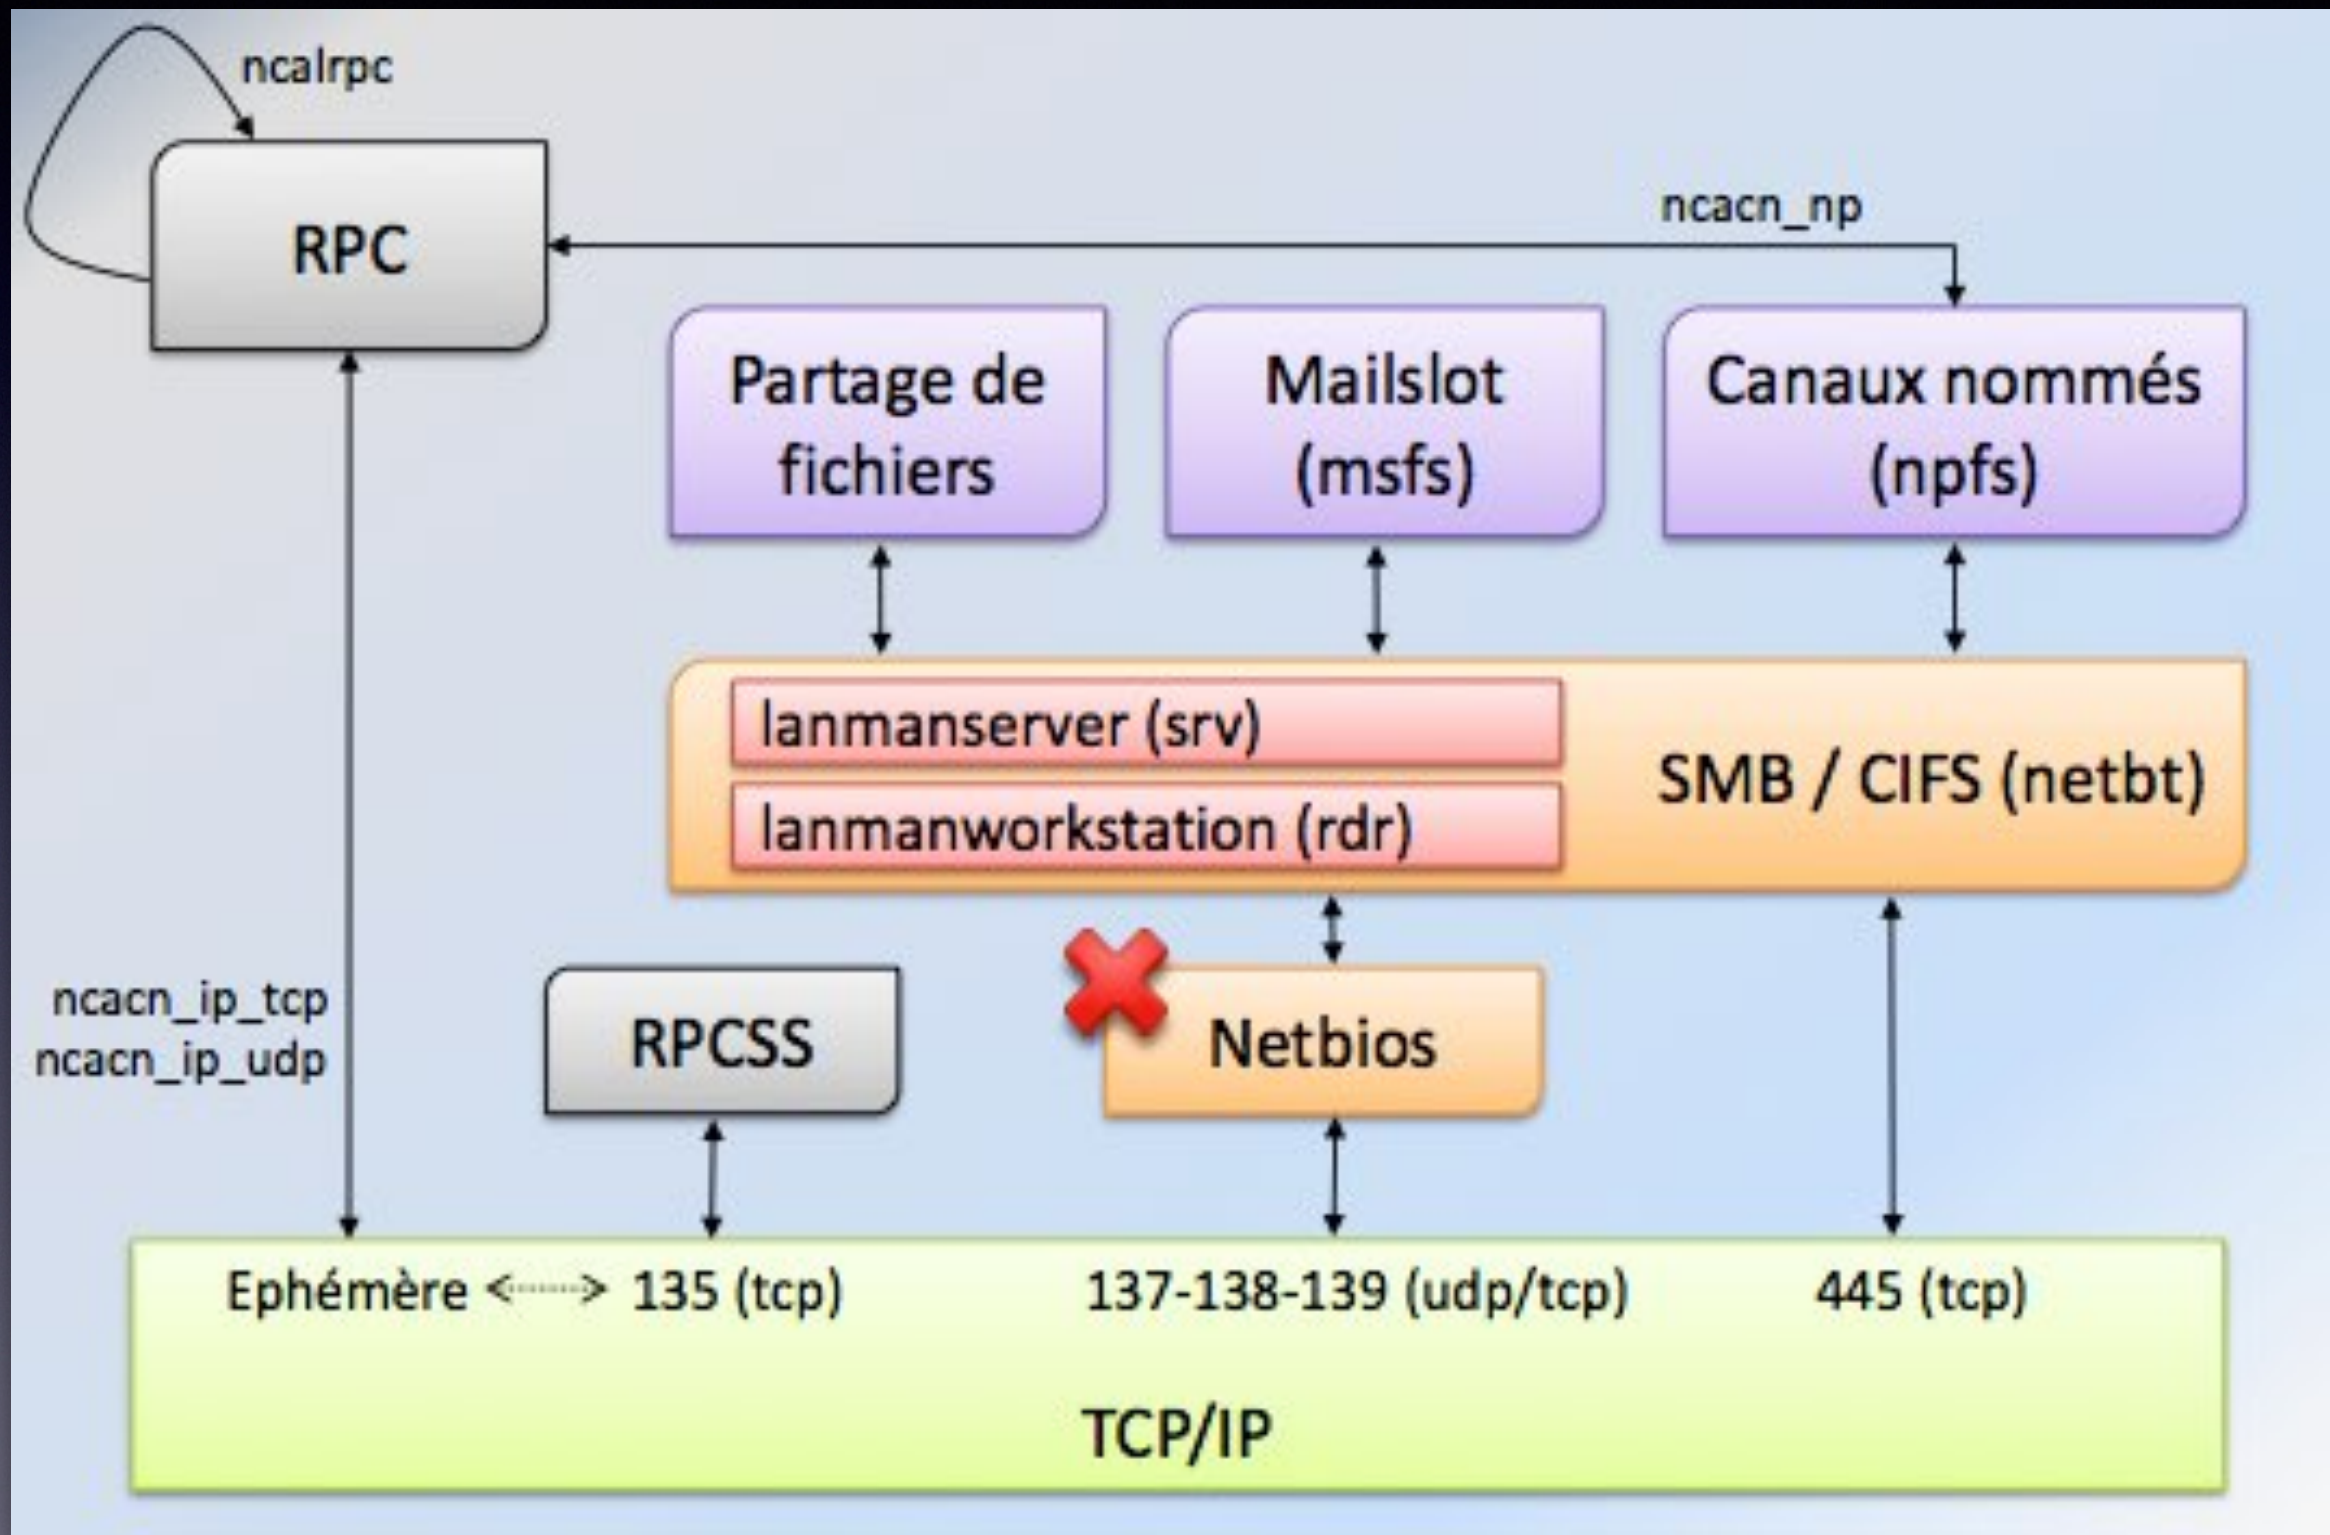 ncalrpc
RPC
ncacn_np
Partage de
fichiers
Mailslot
(msfs)
Canaux nommés
(npfs)
lanmanserver (srv)
lanmanworkstation (rdr)
SMB / CIFS (netbt)
ncacn_ip_tcp
ncacn_ip_udp
RPCSS
Netbios
Ephémère <······> 135 (tcp)
137-138-139 (udp/tcp)
445 (tcp)
TCP/IP